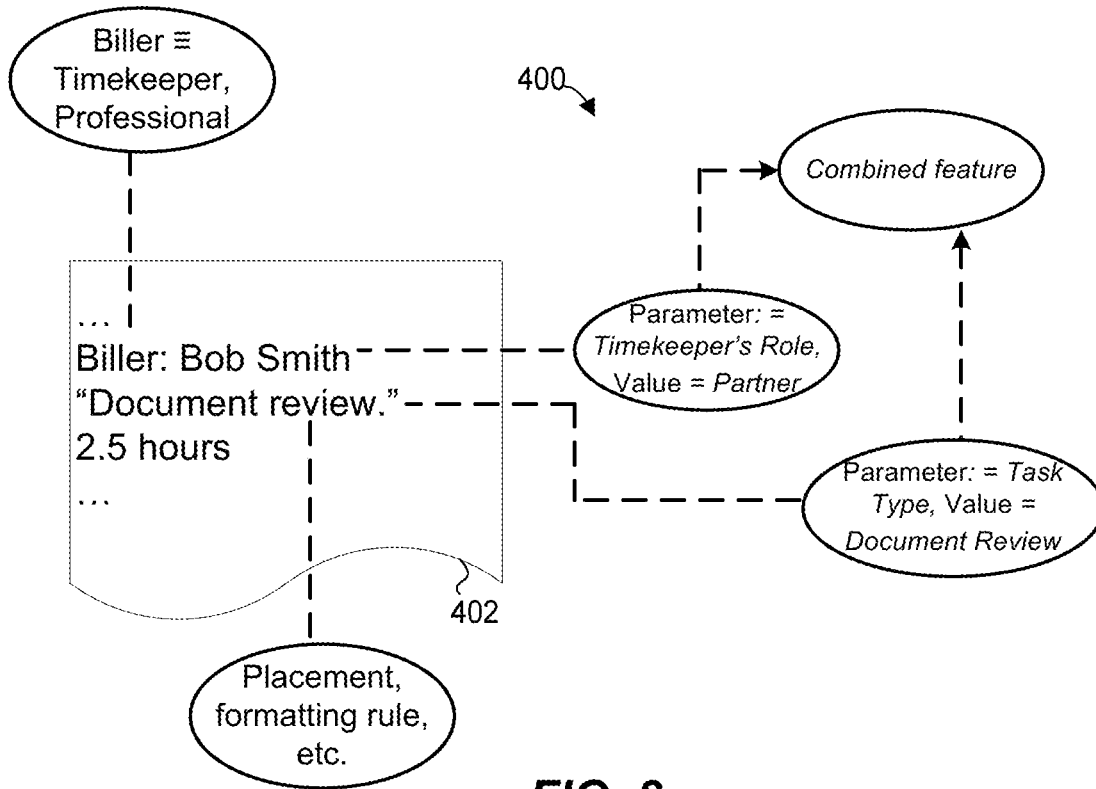 Biller ≡
Timekeeper,
Professional
400
Combined feature
...
Biller: Bob Smith
“Document review.”
2.5 hours
...
Parameter: =
Timekeeper's Role,
Value = Partner
Parameter: = Task
Type, Value =
Document Review
402
Placement,
formatting rule,
etc.